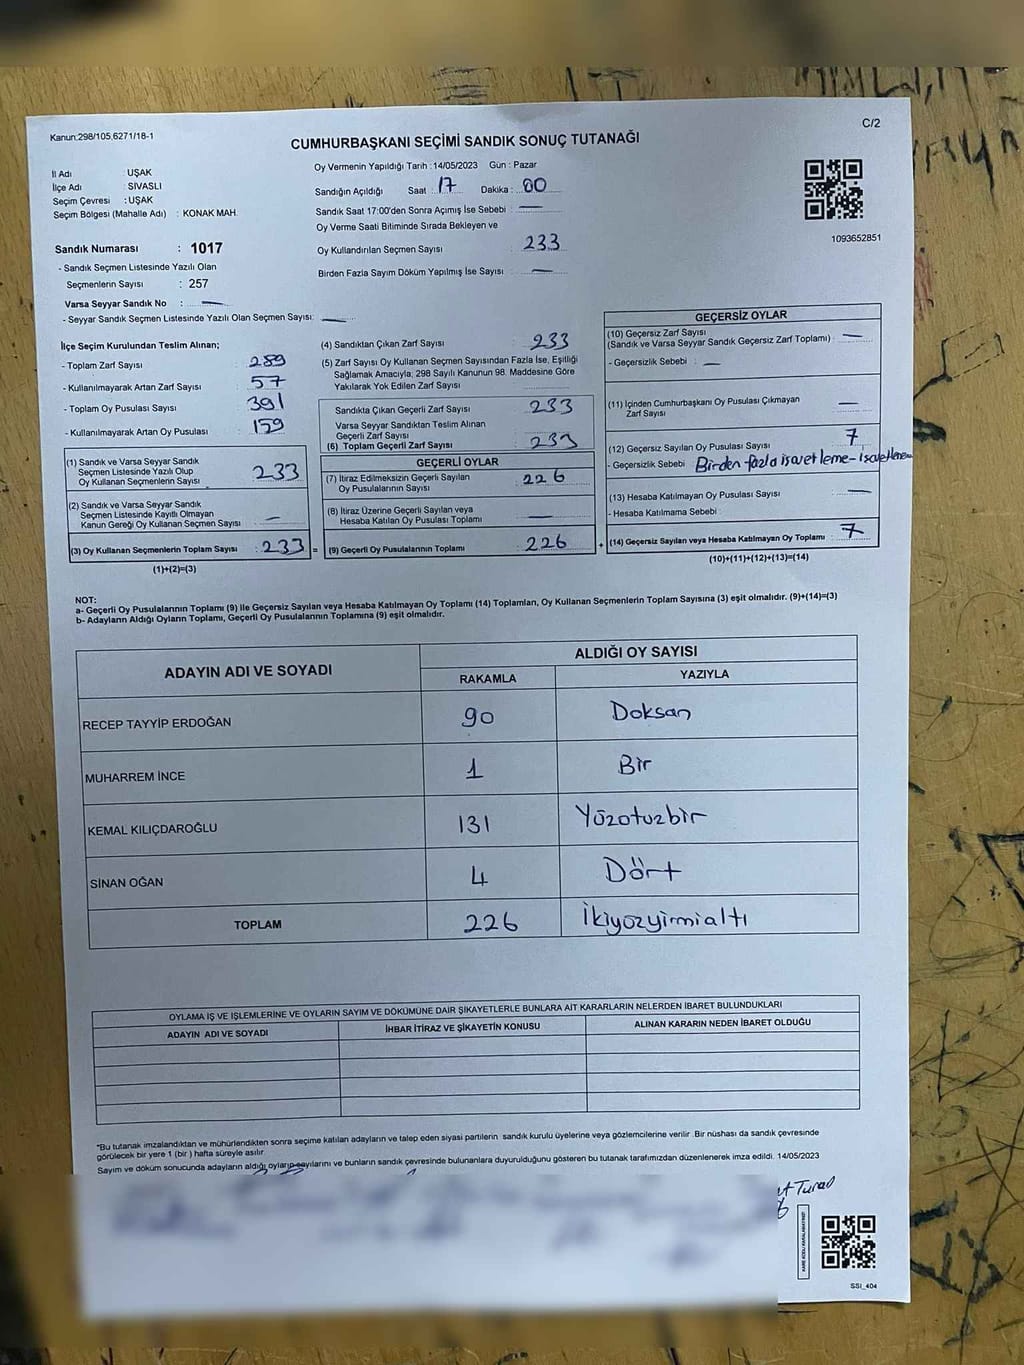 Kanun:298/105,6271/18-1
C/2
CUMHURBAŞKANI SEÇİMİ SANDIK SONUÇ TUTANAĞI
İl Adı : UŞAK
İlçe Adı : SİVASLI
Seçim Çevresi : UŞAK
Seçim Bölgesi (Mahalle Adı) : KONAK MAH.
Sandık Numarası : 1017
- Sandık Seçmen Listesinde Yazılı Olan
Seçmenlerin Sayısı : 257
Varsa Seyyar Sandık No : —
- Seyyar Sandık Seçmen Listesinde Yazılı Olan Seçmen Sayısı: —
Oy Vermenin Yapıldığı Tarih : 14/05/2023 Gün : Pazar
Sandığın Açıldığı Saat : 17 Dakika : 00
Sandık Saat 17:00'den Sonra Açımış İse Sebebi : —
Oy Verme Saati Bitiminde Sırada Bekleyen ve
Oy Kullandırılan Seçmen Sayısı : 233
Birden Fazla Sayım Döküm Yapılmış İse Sayısı : —
1093652851
İlçe Seçim Kurulundan Teslim Alınan;
- Toplam Zarf Sayısı : 289
- Kullanılmayarak Artan Zarf Sayısı : 57
- Toplam Oy Pusulası Sayısı : 391
- Kullanılmayarak Artan Oy Pusulası : 159
(1) Sandık ve Varsa Seyyar Sandık
Seçmen Listesinde Yazılı Olup
Oy Kullanan Seçmenlerin Sayısı : 233
(2) Sandık ve Varsa Seyyar Sandık
Seçmen Listesinde Kayıtlı Olmayan
Kanun Gereği Oy Kullanan Seçmen Sayısı : —
(3) Oy Kullanan Seçmenlerin Toplam Sayısı : 233 =
(1)+(2)=(3)
(4) Sandıktan Çıkan Zarf Sayısı : 233
(5) Zarf Sayısı Oy Kullanan Seçmen Sayısından Fazla İse, Eşitliği
Sağlamak Amacıyla, 298 Sayılı Kanunun 98. Maddesine Göre
Yakılarak Yok Edilen Zarf Sayısı :
Sandıkta Çıkan Geçerli Zarf Sayısı : 233
Varsa Seyyar Sandıktan Teslim Alınan
Geçerli Zarf Sayısı :
(6) Toplam Geçerli Zarf Sayısı : 233
GEÇERLİ OYLAR
(7) İtiraz Edilmeksizin Geçerli Sayılan
Oy Pusulalarının Sayısı : 226
(8) İtiraz Üzerine Geçerli Sayılan veya
Hesaba Katılan Oy Pusulası Toplamı : —
(9) Geçerli Oy Pusulalarının Toplamı : 226 +
GEÇERSİZ OYLAR
(10) Geçersiz Zarf Sayısı
(Sandık ve Varsa Seyyar Sandık Geçersiz Zarf Toplamı) : —
- Geçersizlik Sebebi : —
(11) İçinden Cumhurbaşkanı Oy Pusulası Çıkmayan
Zarf Sayısı : —
(12) Geçersiz Sayılan Oy Pusulası Sayısı : 7
- Geçersizlik Sebebi : Birden fazla işaretleme-
(13) Hesaba Katılmayan Oy Pusulası Sayısı : —
- Hesaba Katılmama Sebebi :
(14) Geçersiz Sayılan veya Hesaba Katılmayan Oy Toplamı : 7
(10)+(11)+(12)+(13)=(14)
NOT:
a- Geçerli Oy Pusulalarının Toplamı (9) ile Geçersiz Sayılan veya Hesaba Katılmayan Oy Toplamı (14) Toplamları, Oy Kullanan Seçmenlerin Toplam Sayısına (3) eşit olmalıdır. (9)+(14)=(3)
b- Adayların Aldığı Oyların Toplamı, Geçerli Oy Pusulalarının Toplamına (9) eşit olmalıdır.
ADAYIN ADI VE SOYADI
ALDIĞI OY SAYISI
RAKAMLA YAZIYLA
RECEP TAYYİP ERDOĞAN 90 Doksan
MUHARREM İNCE 1 Bir
KEMAL KILIÇDAROĞLU 131 Yüzotuzbir
SİNAN OĞAN 4 Dört
TOPLAM 226 İkiyüzyirmialtı
OYLAMA İŞ VE İŞLEMLERİNE VE OYLARIN SAYIM VE DÖKÜMÜNE DAİR ŞİKAYETLERLE BUNLARA AİT KARARLARIN NELERDEN İBARET BULUNDUKLARI
ADAYIN ADI VE SOYADI İHBAR İTİRAZ VE ŞİKAYETİN KONUSU ALINAN KARARIN NEDEN İBARET OLDUĞU
*Bu tutanak imzalandıktan ve mühürlendikten sonra seçime katılan adayların ve talep eden siyasi partilerin sandık kurulu üyelerine veya gözlemcilerine verilir. Bir nüshası da sandık çevresinde
görülecek bir yere 1 (bir) hafta süreyle asılır.
Sayım ve döküm sonucunda adayların aldığı oyların sayılarını ve bunların sandık çevresinde bulunanlara duyurulduğunu gösteren bu tutanak tarafımızdan düzenlenerek imza edildi. 14/05/2023
Tural
KARE KODU KARALAMAYINIZ!
SSI_404